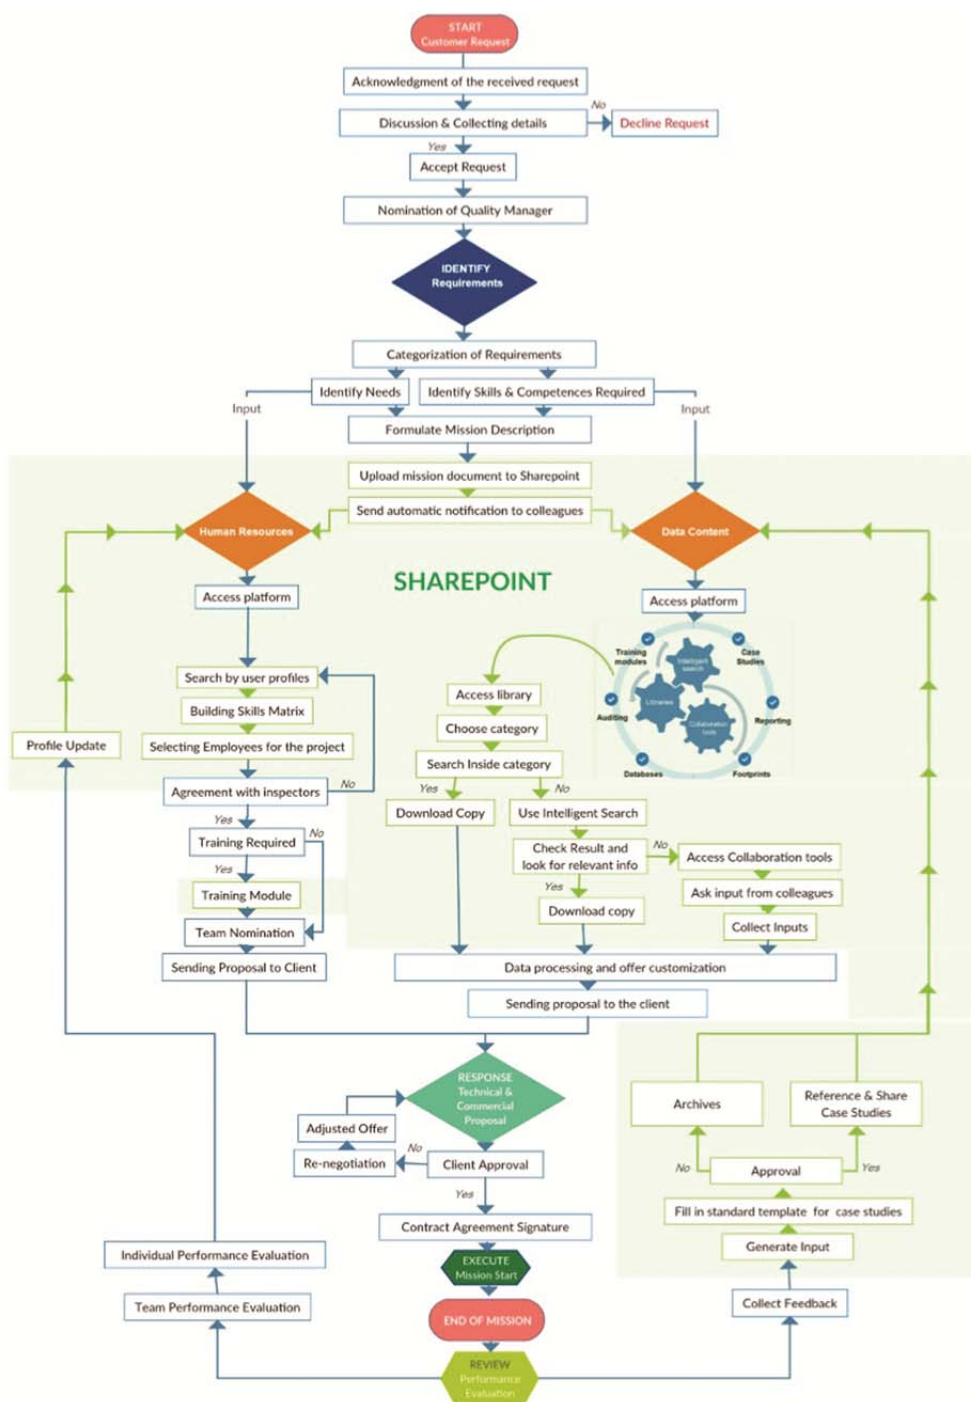 START
Customer Request
Acknowledgment of the received request
Discussion & Collecting details
No
Decline Request
Yes
Accept Request
Nomination of Quality Manager
IDENTIFY
Requirements
Categorization of Requirements
Identify Needs
Identify Skills & Competences Required
Input
Input
Formulate Mission Description
Upload mission document to Sharepoint
Send automatic notification to colleagues
Human Resources
Data Content
SHAREPOINT
Access platform
Access platform
Training
modules
Intelligent
search
Case
Studies
Libraries
Auditing
Reporting
Collaboration
tools
Databases
Footprints
Search by user profiles
Building Skills Matrix
Profile Update
Selecting Employees for the project
Agreement with inspectors
No
Yes
Training Required
No
Yes
Training Module
Team Nomination
Sending Proposal to Client
Access library
Choose category
Search Inside category
Yes
No
Download Copy
Use Intelligent Search
Check Result and
look for relevant info
No
Access Collaboration tools
Yes
Ask input from colleagues
Download copy
Collect Inputs
Data processing and offer customization
Sending proposal to the client
RESPONSE
Technical &
Commercial
Proposal
Adjusted Offer
Re-negotiation
No
Client Approval
Yes
Contract Agreement Signature
EXECUTE
Mission Start
END OF MISSION
REVIEW
Performance
Evaluation
Individual Performance Evaluation
Team Performance Evaluation
Archives
Reference & Share
Case Studies
No
Approval
Yes
Fill in standard template for case studies
Generate Input
Collect Feedback